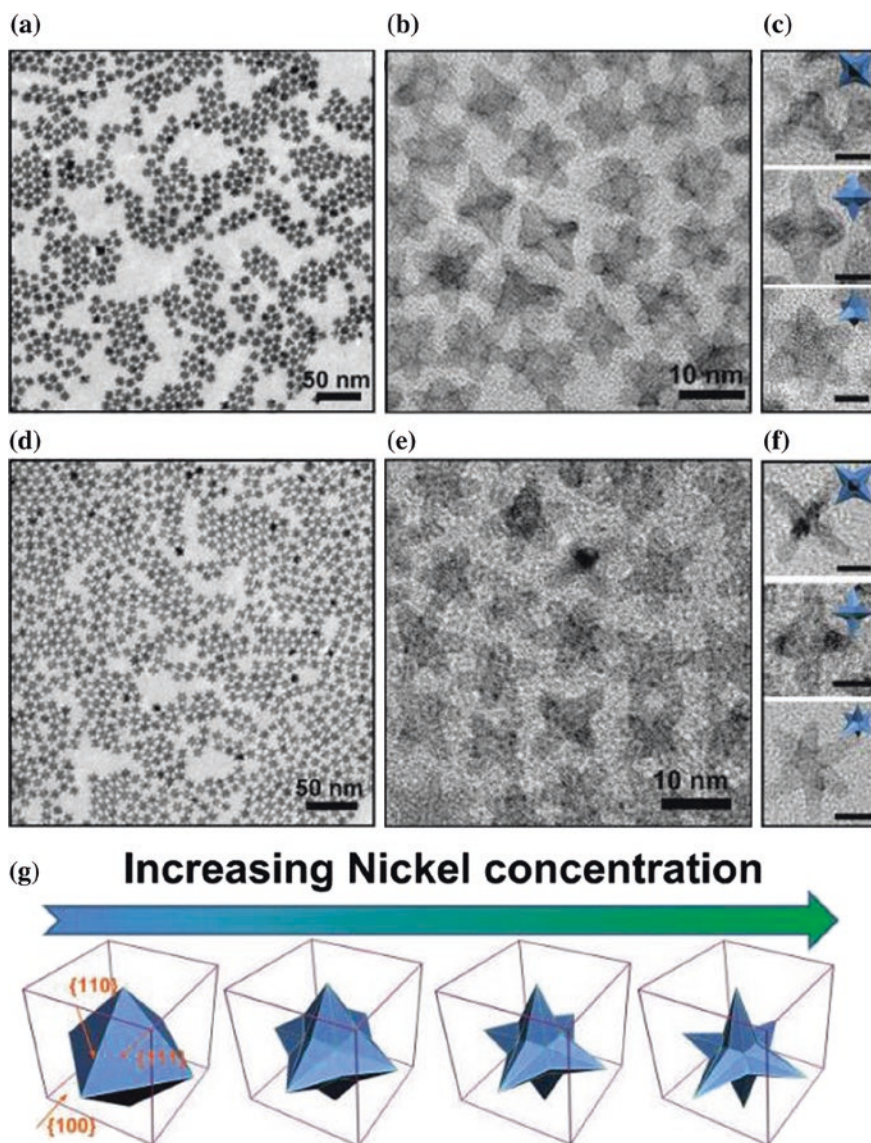 (a)
(b)
(c)
50 nm
10 nm
(d)
(e)
(f)
50 nm
10 nm
(g)
Increasing Nickel concentration
{110}
{111}
{100}